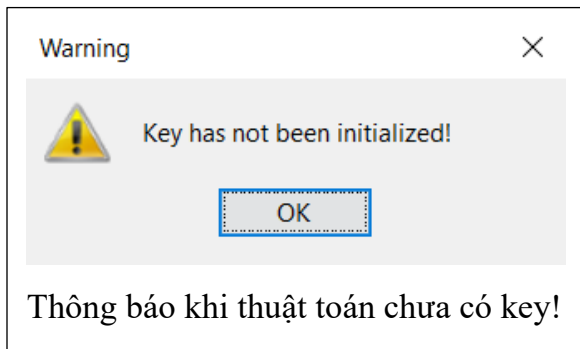 Warning
Key has not been initialized!
OK
Thông báo khi thuật toán chưa có key!